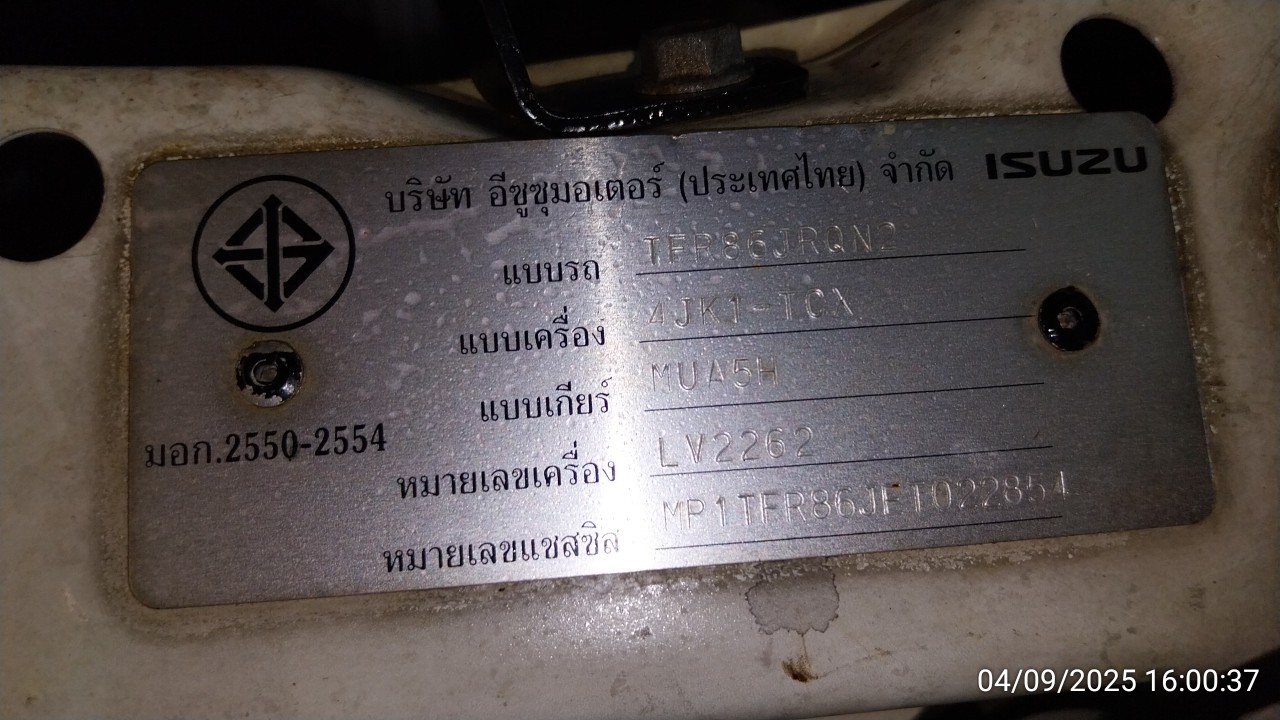 บริษัท อีซูซุมอเตอร์ (ประเทศไทย) จำกัด ISUZU
แบบรถ TFR86JRQN2
แบบเครื่อง 4JK1-TCX
แบบเกียร์ MUA5H
มอก.2550-2554
หมายเลขเครื่อง LV2262
หมายเลขแชสซิส MP1TFR86JET022854
04/09/2025 16:00:37